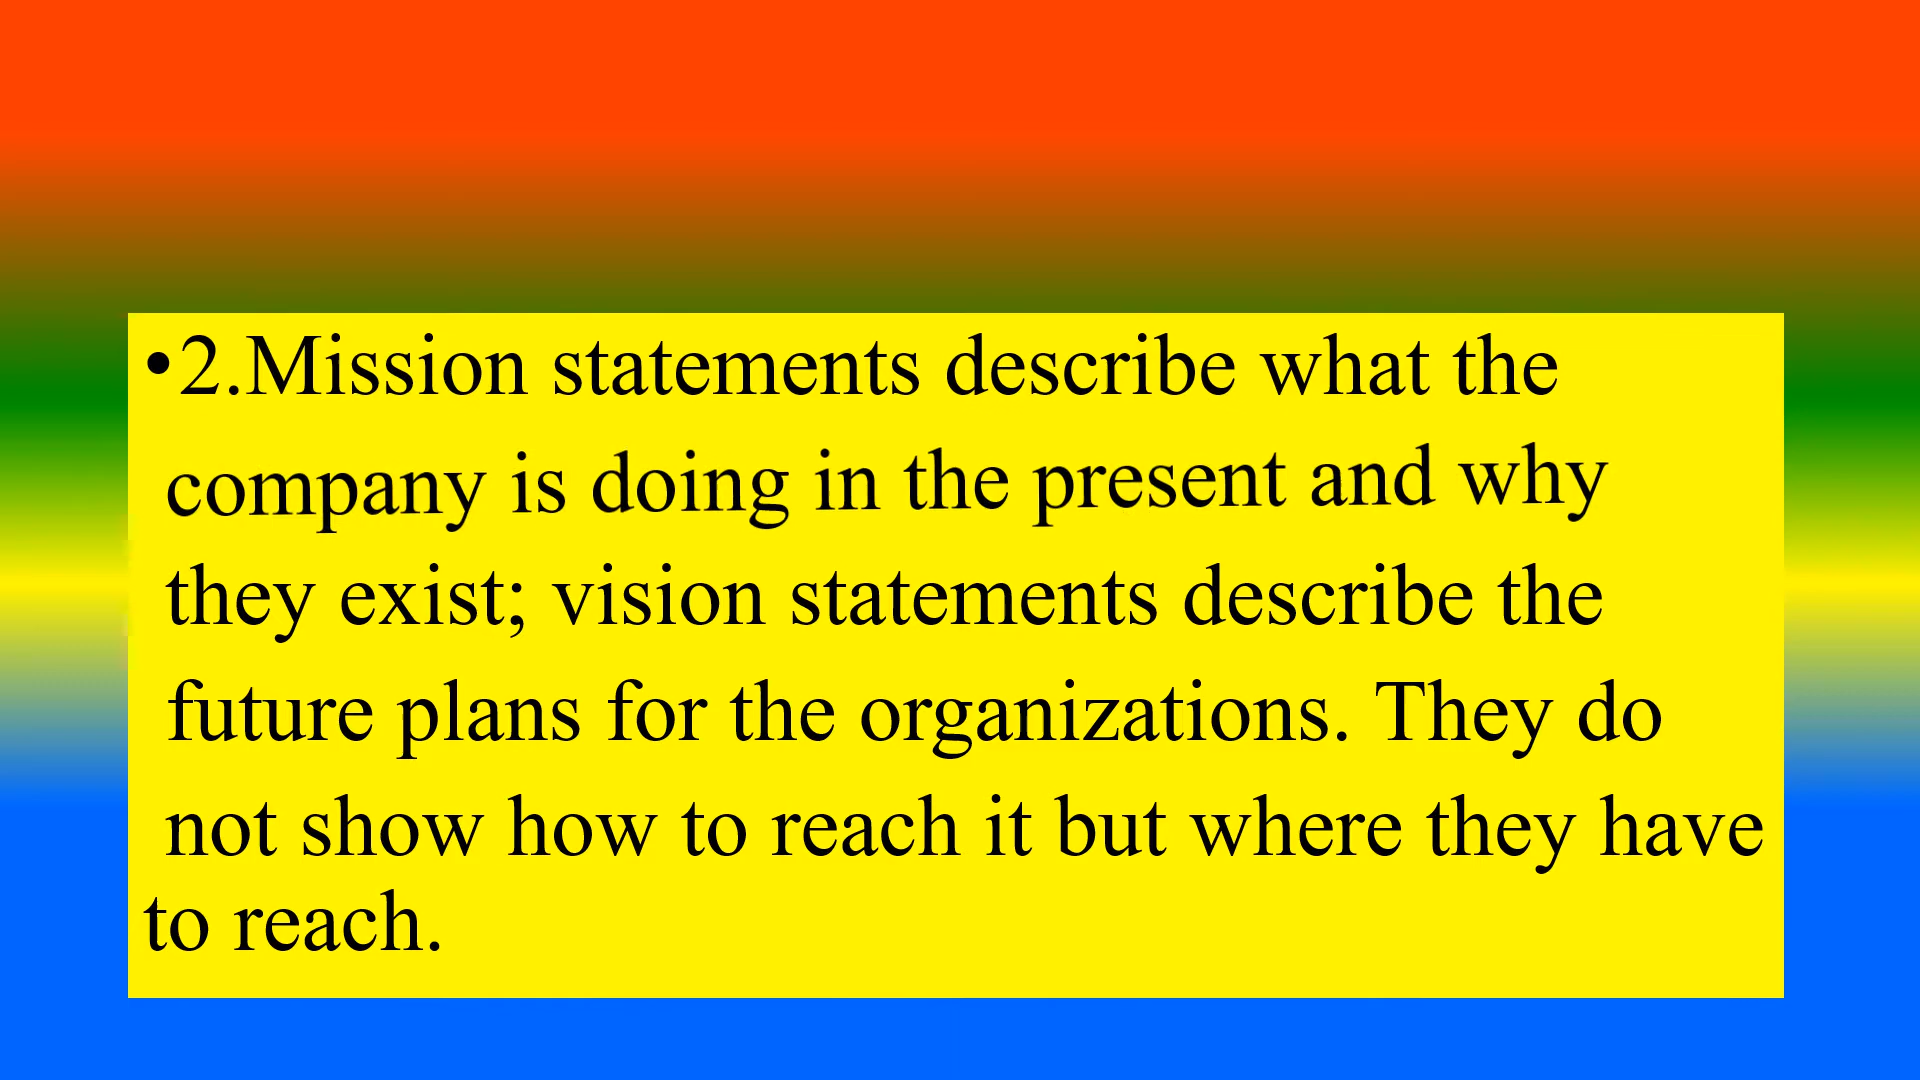 •2.Mission statements describe what the
company is doing in the present and why
they exist; vision statements describe the
future plans for the organizations. They do
not show how to reach it but where they have
to reach.